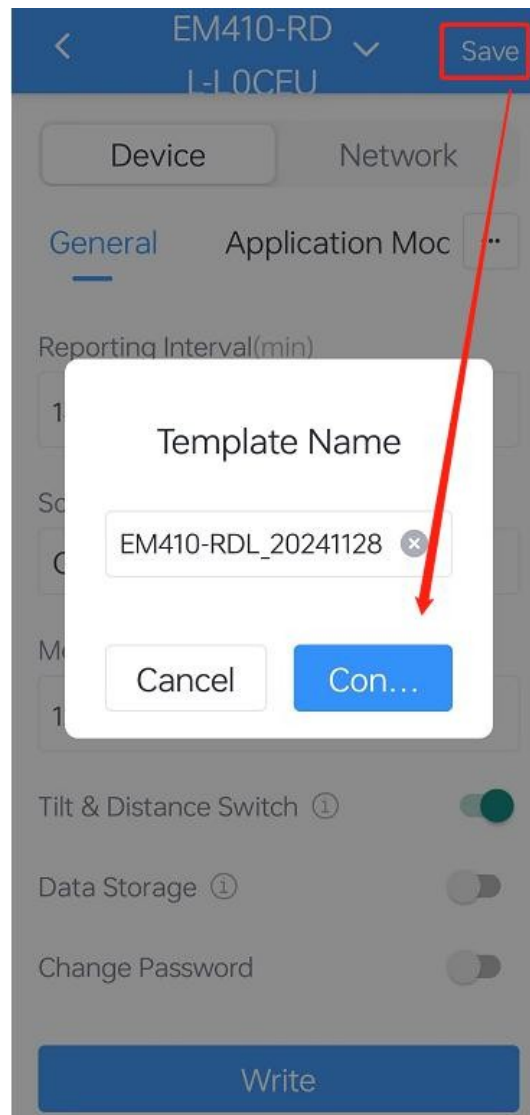 EM410-RD
L-L0CEU
Save
Device
Network
General
Application Moc
...
Reporting Interval(min)
Template Name
EM410-RDL_20241128
Cancel
Con...
Tilt & Distance Switch
Data Storage
Change Password
Write